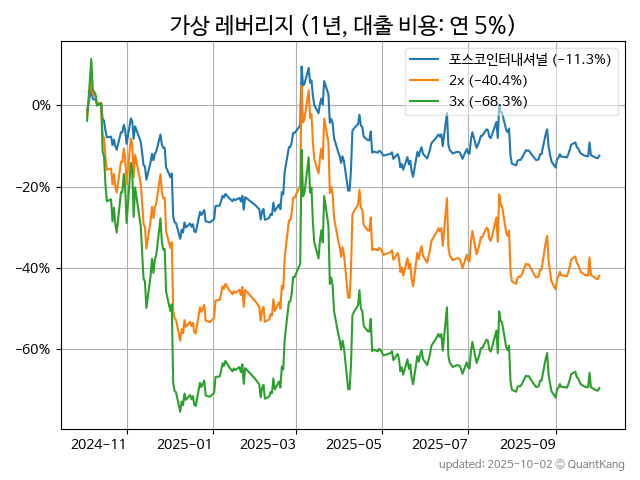 가상 레버리지 (1년, 대출 비용: 연 5%)
포스코인터내셔널 (−11.3%)
2x (−40.4%)
3x (−68.3%)
0%
−20%
−40%
−60%
2024-11 2025-01 2025-03 2025-05 2025-07 2025-09
updated: 2025-10-02 © QuantKang